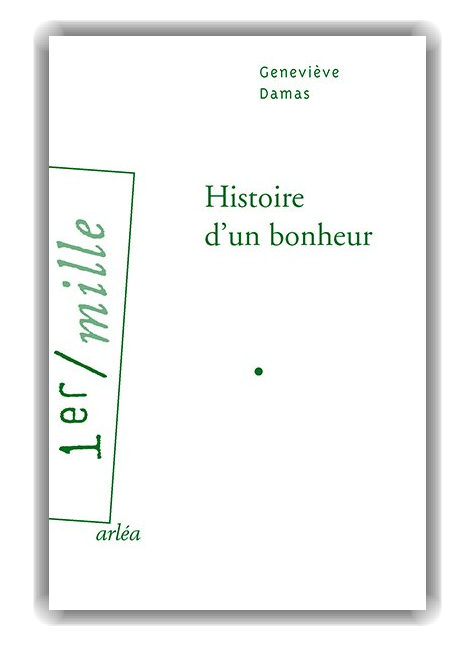 Geneviève
Damas
Histoire
d'un bonheur
1er/mille
arléa